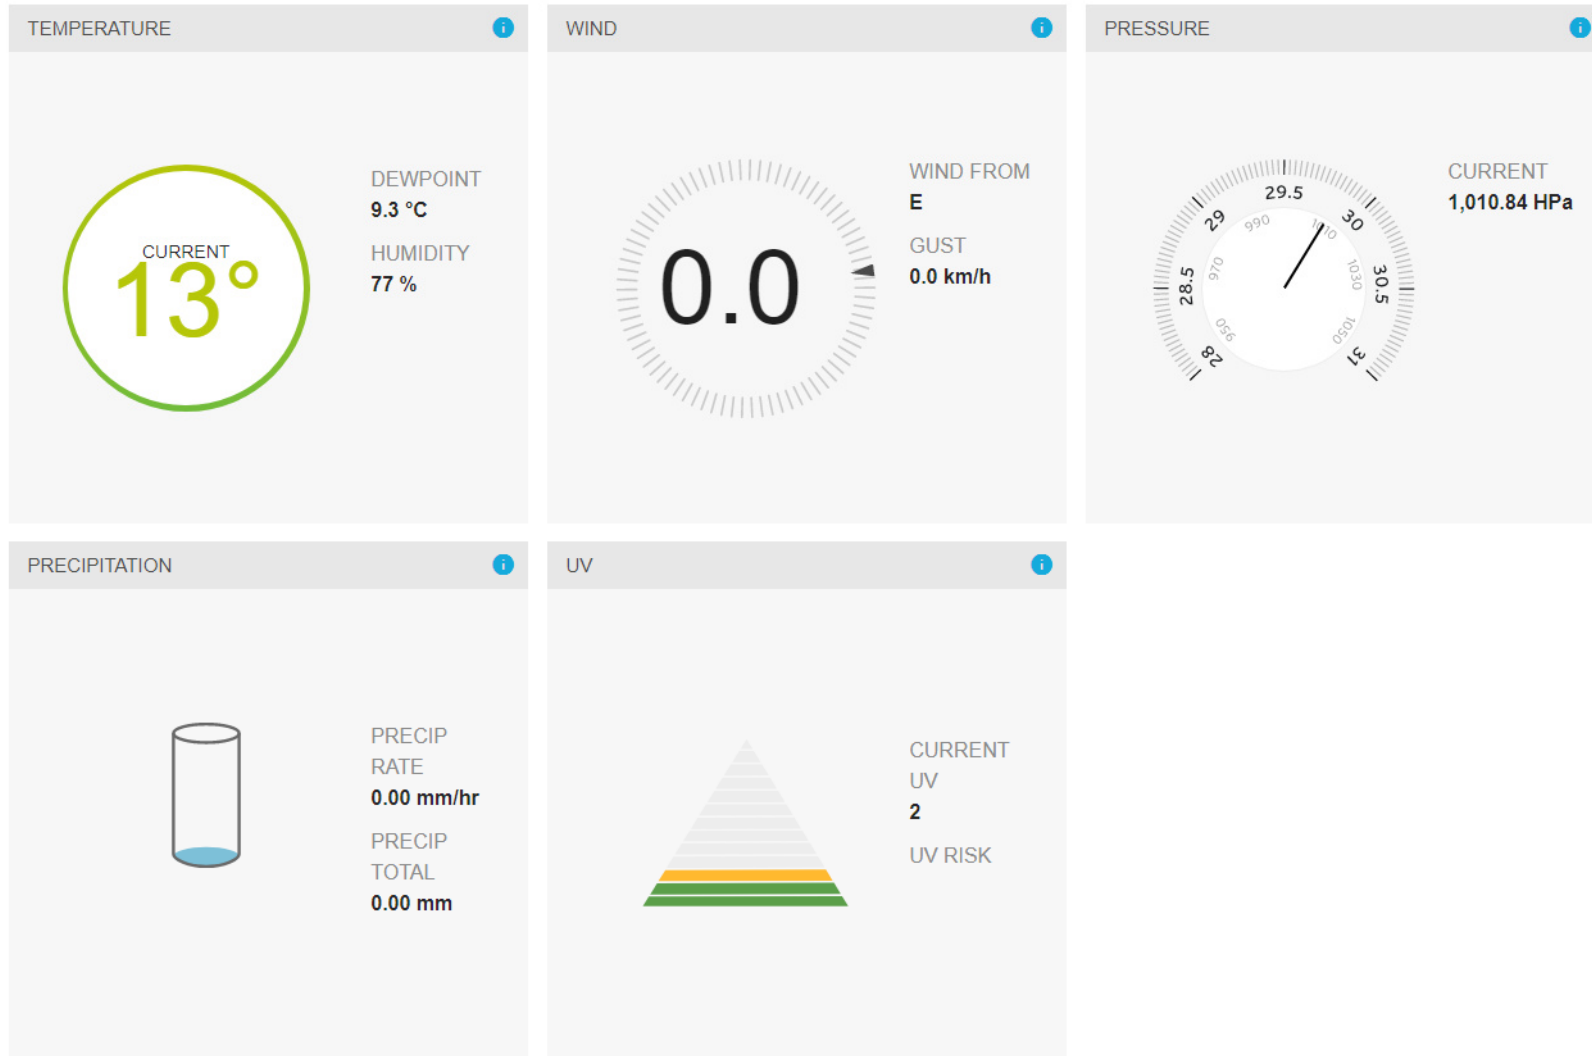 TEMPERATURE
CURRENT
13°
DEWPOINT
9.3 °C
HUMIDITY
77 %
WIND
0.0
WIND FROM
E
GUST
0.0 km/h
PRESSURE
28
28.5
29
29.5
30
30.5
31
950
970
990
1010
1030
1050
CURRENT
1,010.84 HPa
PRECIPITATION
PRECIP
RATE
0.00 mm/hr
PRECIP
TOTAL
0.00 mm
UV
CURRENT
UV
2
UV RISK